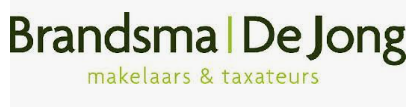 Brandsma | De Jong
makelaars & taxateurs